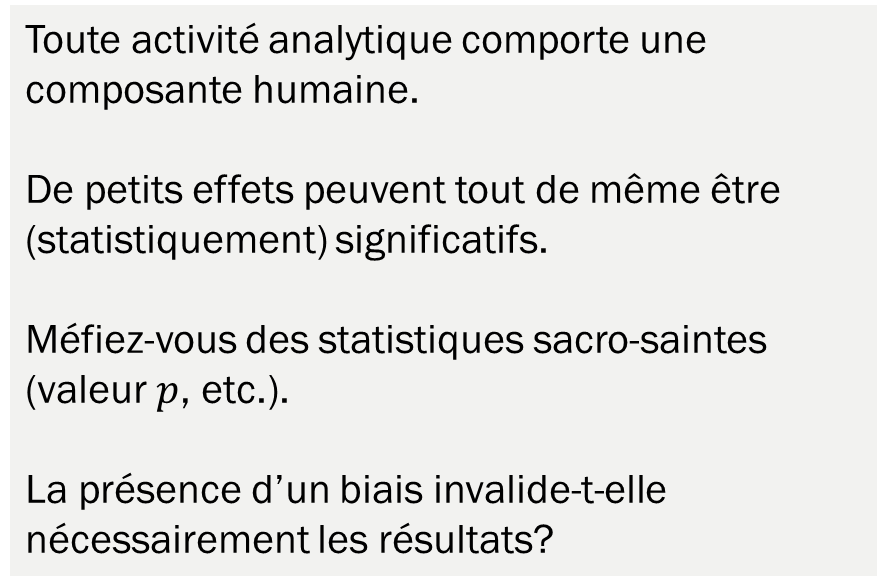 Toute activité analytique comporte une
composante humaine.
De petits effets peuvent tout de même être
(statistiquement) significatifs.
Méfiez-vous des statistiques sacro-saintes
(valeur p, etc.).
La présence d’un biais invalide-t-elle
nécessairement les résultats?